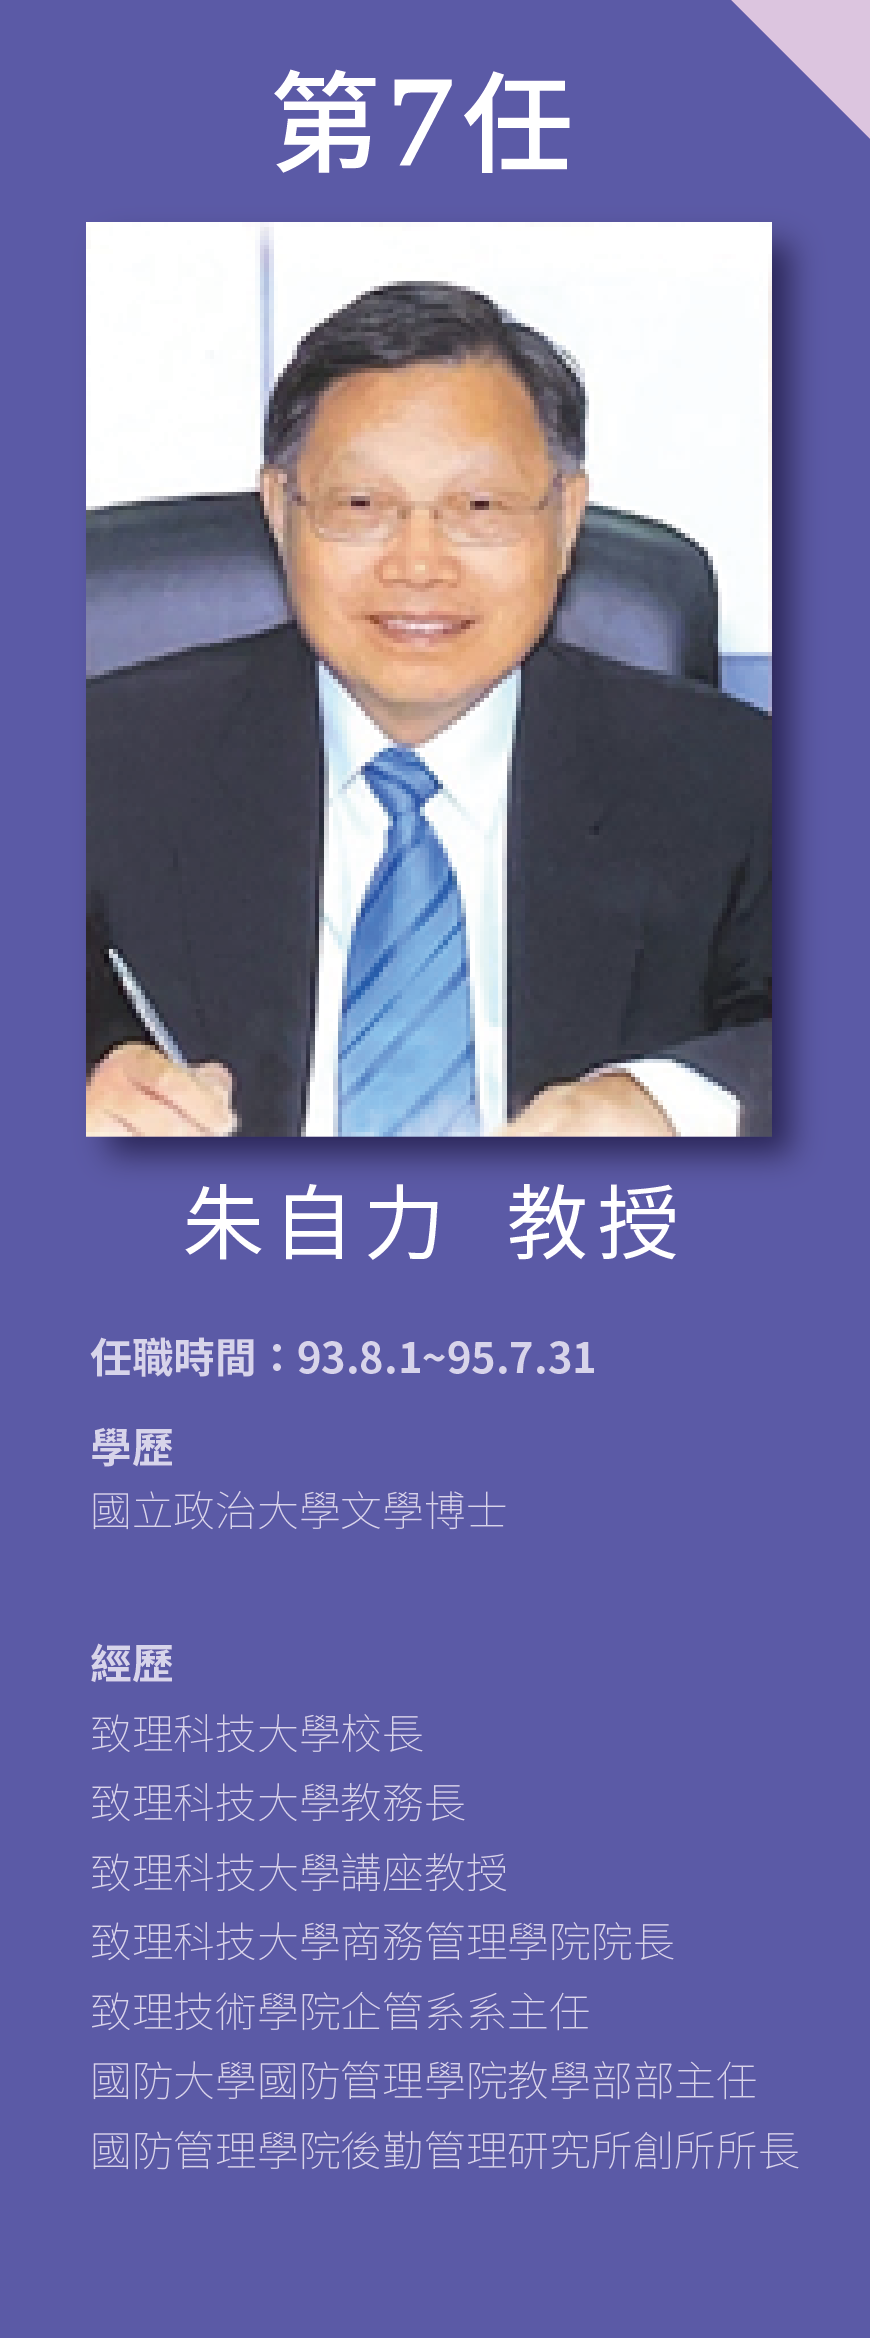 第7任
朱自力 教授
任職時間：93.8.1~95.7.31
學歷
國立政治大學文學博士
經歷
致理科技大學校長
致理科技大學教務長
致理科技大學講座教授
致理科技大學商務管理學院院長
致理技術學院企管系系主任
國防大學國防管理學院教學部部主任
國防管理學院後勤管理研究所創所所長